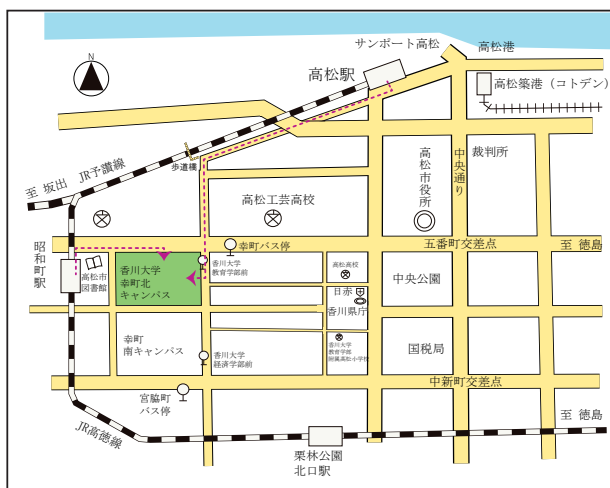 サンポート高松
高松港
高松駅
N
高松築港（コトデン）
歩道橋
JR予讃線
至 坂出
高松工芸高校
高松
市役所
中央通り
裁判所
昭和町駅
幸町バス停
五番町交差点
至 徳島
高松市
図書館
香川大学
幸町北
キャンパス
香川大学
教育学部前
高松高校
中央公園
日赤
香川県庁
幸町
南キャンパス
香川大学
経済学部前
香川大学
教育学部
附属高松小学校
国税局
中新町交差点
宮脇町
バス停
JR高徳線
至 徳島
栗林公園
北口駅